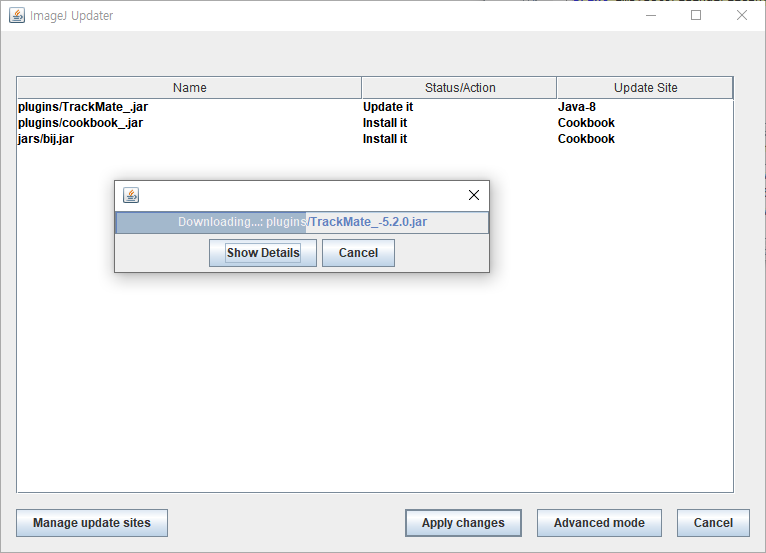 ImageJ Updater
Name Status/Action Update Site
plugins/TrackMate_.jar Update it Java-8
plugins/cookbook_.jar Install it Cookbook
jars/bij.jar Install it Cookbook
Downloading...: plugins/TrackMate_-5.2.0.jar
Show Details Cancel
Manage update sites Apply changes Advanced mode Cancel